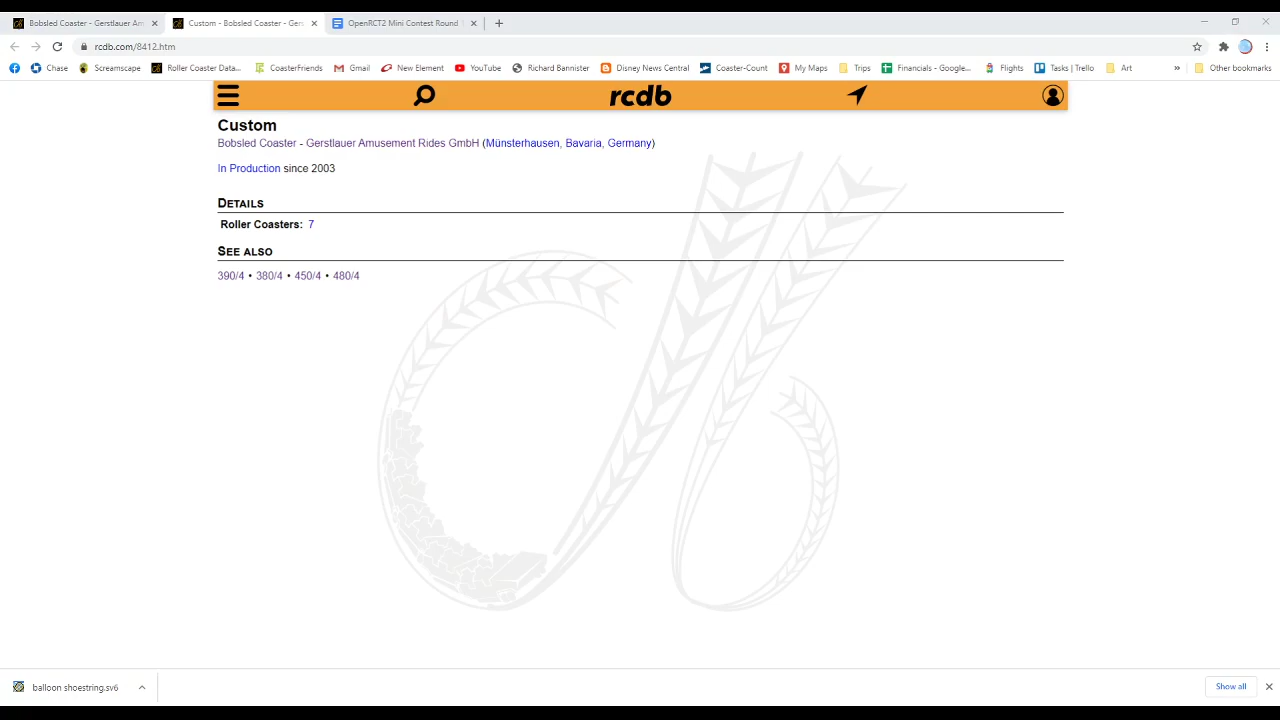 Bobsled Coaster - Gerstlauer Am
Custom - Bobsled Coaster - Gers
OpenRCT2 Mini Contest Round
rcdb.com/8412.htm
Chase
Screamscape
Roller Coaster Data...
CoasterFriends
Gmail
New Element
YouTube
Richard Bannister
Disney News Central
Coaster-Count
My Maps
Trips
Financials - Google...
Flights
Tasks | Trello
Art
»
Other bookmarks
rcdb
Custom
Bobsled Coaster - Gerstlauer Amusement Rides GmbH (Münsterhausen, Bavaria, Germany)
In Production since 2003
DETAILS
Roller Coasters: 7
SEE ALSO
390/4 • 380/4 • 450/4 • 480/4
balloon shoestring.sv6
Show all